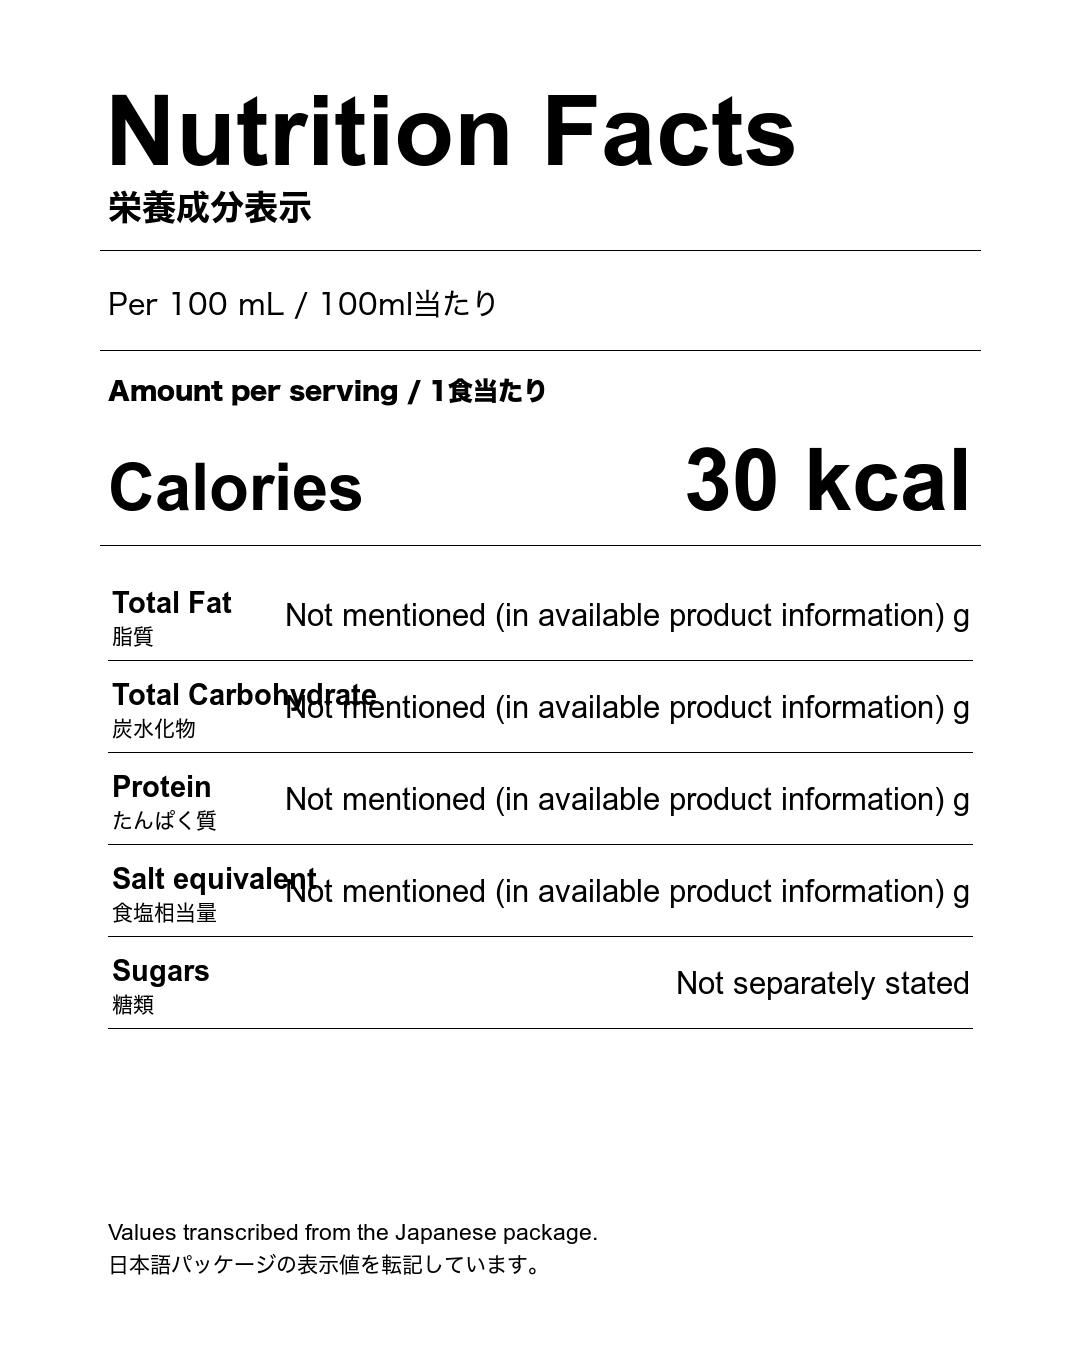 Nutrition Facts
栄養成分表示
Per 100 mL / 100ml当たり
Amount per serving / 1食当たり
Calories 30 kcal
Total Fat Not mentioned (in available product information) g
脂質
Total Carbohydrate Not mentioned (in available product information) g
炭水化物
Protein Not mentioned (in available product information) g
たんぱく質
Salt equivalent Not mentioned (in available product information) g
食塩相当量
Sugars Not separately stated
糖類
Values transcribed from the Japanese package.
日本語パッケージの表示値を転記しています。